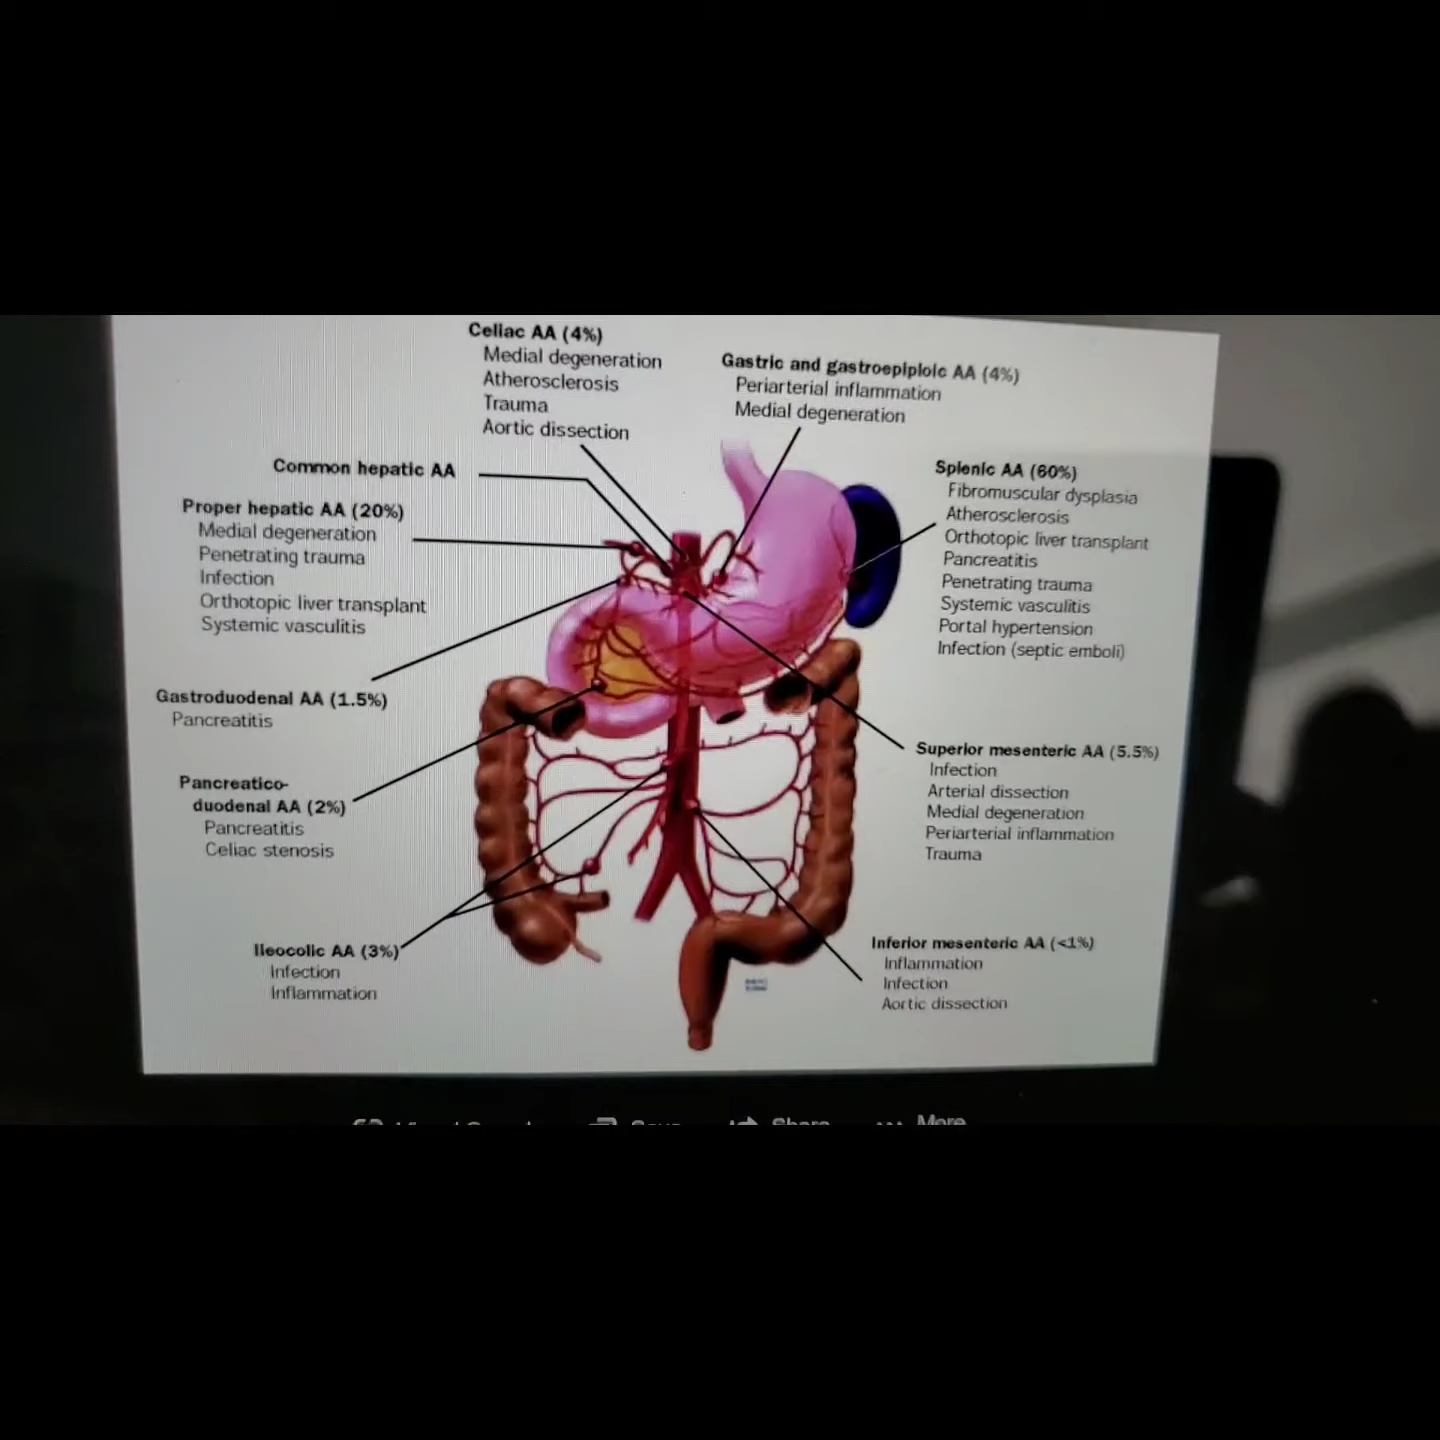 Celiac AA (4%)
Medial degeneration
Atherosclerosis
Trauma
Aortic dissection
Gastric and gastroepiploic AA (4%)
Periarterial inflammation
Medial degeneration
Common hepatic AA
Proper hepatic AA (20%)
Medial degeneration
Penetrating trauma
Infection
Orthotopic liver transplant
Systemic vasculitis
Splenic AA (60%)
Fibromuscular dysplasia
Atherosclerosis
Orthotopic liver transplant
Pancreatitis
Penetrating trauma
Systemic vasculitis
Portal hypertension
Infection (septic emboli)
Gastroduodenal AA (1.5%)
Pancreatitis
Superior mesenteric AA (5.5%)
Infection
Arterial dissection
Medial degeneration
Periarterial inflammation
Trauma
Pancreatico-
duodenal AA (2%)
Pancreatitis
Celiac stenosis
Ileocolic AA (3%)
Infection
Inflammation
Inferior mesenteric AA (<1%)
Inflammation
Infection
Aortic dissection
Share
More